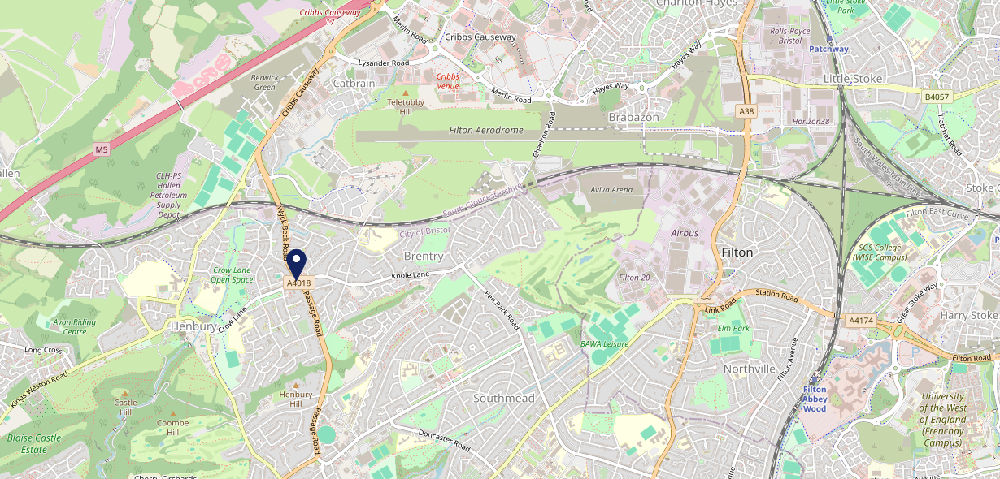 Cribbs Causeway
17
Merlin Road
Road
Charlton Hayes
Little Stoke
Park
Rolls-Royce
Bristol
Patchway
Cribbs Causeway
Lysander Road
Hayes Way
Berwick
Green
Catbrain
Cribbs
Venue
Merlin Road
Hayes Way
Little Stoke
B4057
Cribbs Causeway
Teletubby
Hill
A38
Brabazon
Horizon38
Filton Aerodrome
Charlton Road
Hatchet Road
M5
South Wales Main Line
allen
CLH-PS
Hallen
Petroleum
Supply
Depot
South Gloucestershire
City of Bristol
Aviva Arena
Stoke G
Filton East Curve
Wyck Beck Road
Airbus
SGS College
(WISE Campus)
Brentry
Filton
Crow Lane
Open Space
Knole Lane
A4018
Filton 20
Pen Park Road
Passage Road
Link Road
Station Road
Great Stoke Way
Harry Stoke
Avon Riding
Centre
Henbury
Crow Lane
Elm Park
A4174
Long Cross
BAWA Leisure
Filton Road
Kings Weston Road
Northville
Filton Avenue
Henbury
Hill
Southmead
Filton
Abbey
Wood
Castle
Hill
University
of the West
of England
(Frenchay
Campus)
Coombe
Hill
Passage Road
Blaise Castle
Estate
Doncaster Road
Cherry Orchards
Avenue